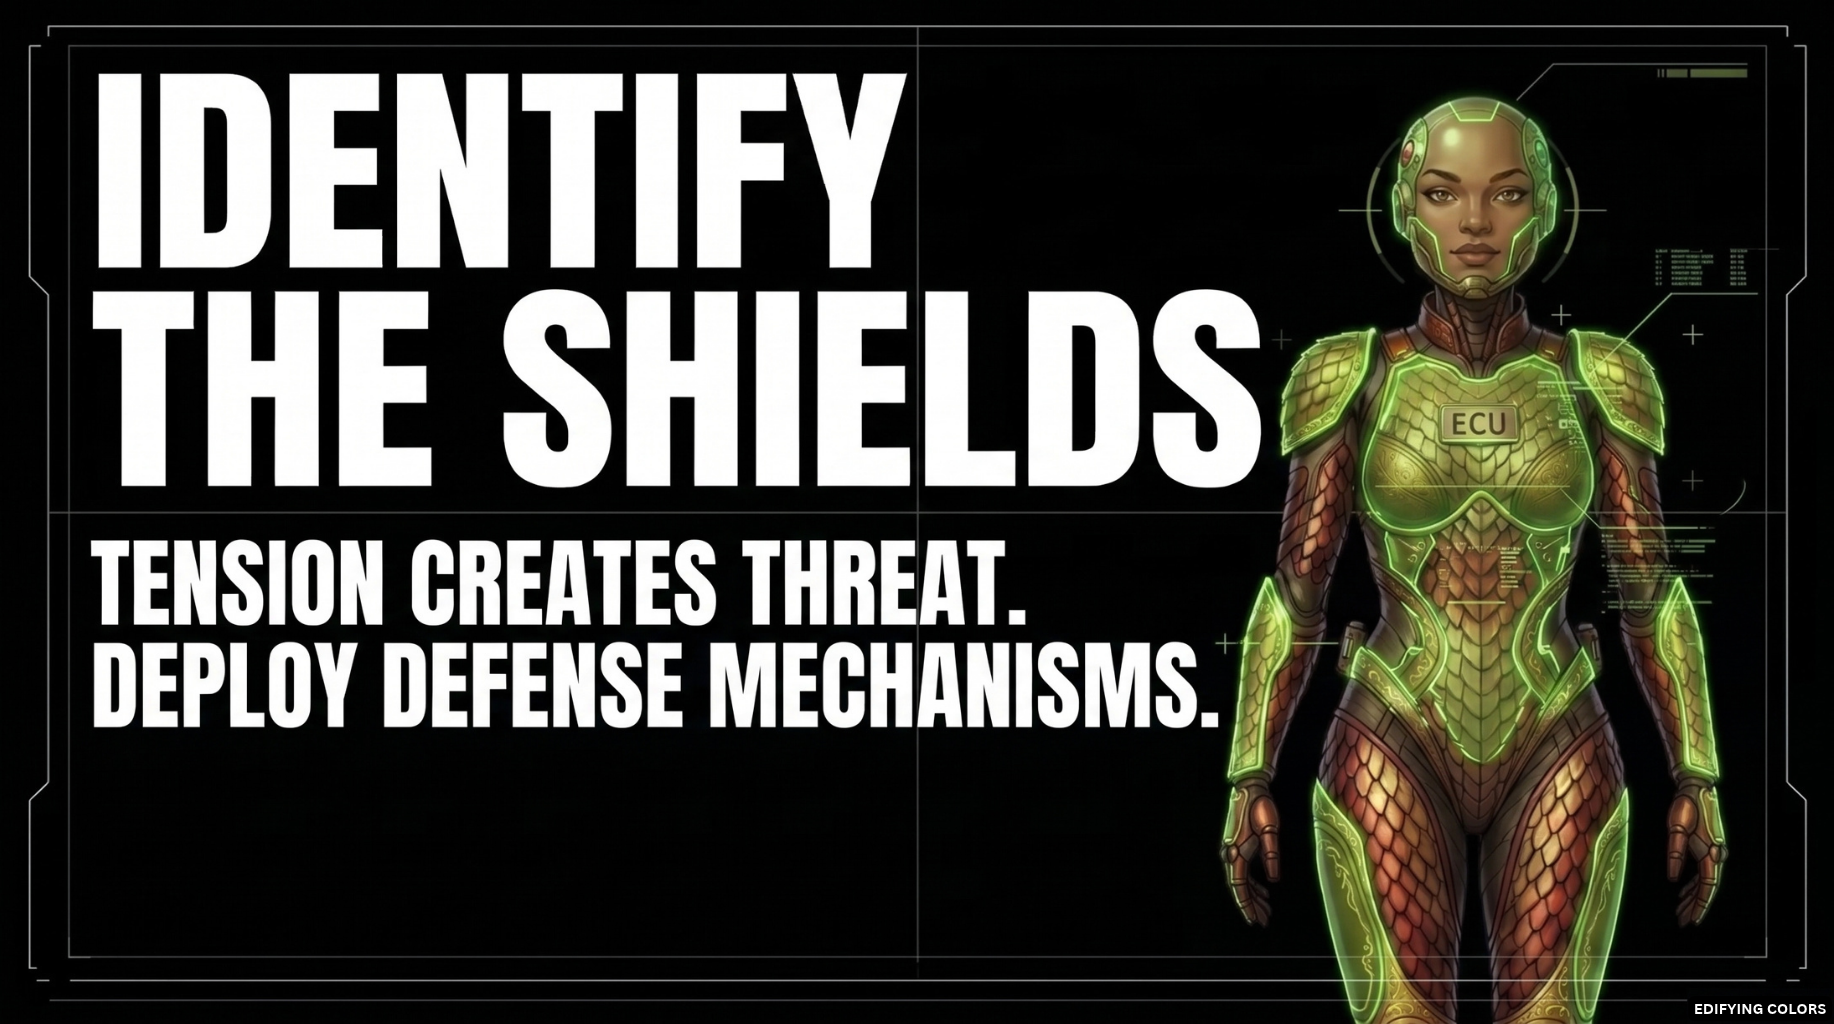 IDENTIFY
THE SHIELDS
TENSION CREATES THREAT.
DEPLOY DEFENSE MECHANISMS.
ECU
EDIFYING COLORS